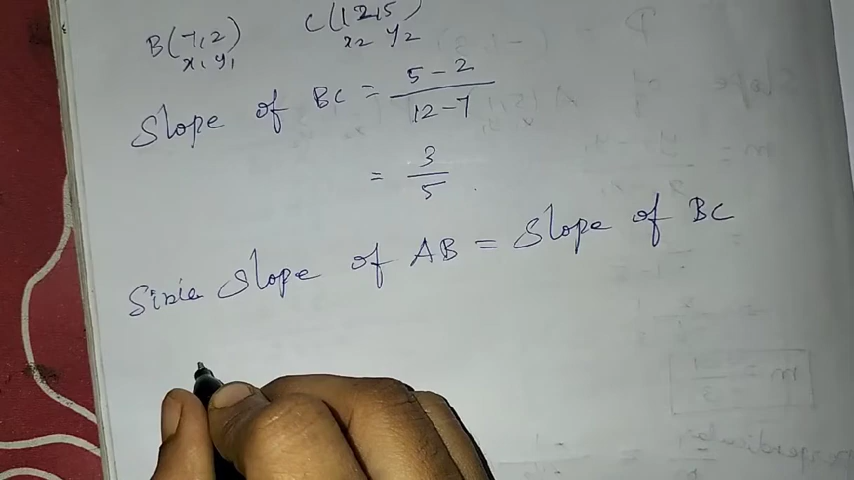 B(7,2) C(12,5)
x1 y1 x2 y2
Slope of BC = 5-2 / 12-7
= 3/5
Sinie Slope of AB = Slope of BC